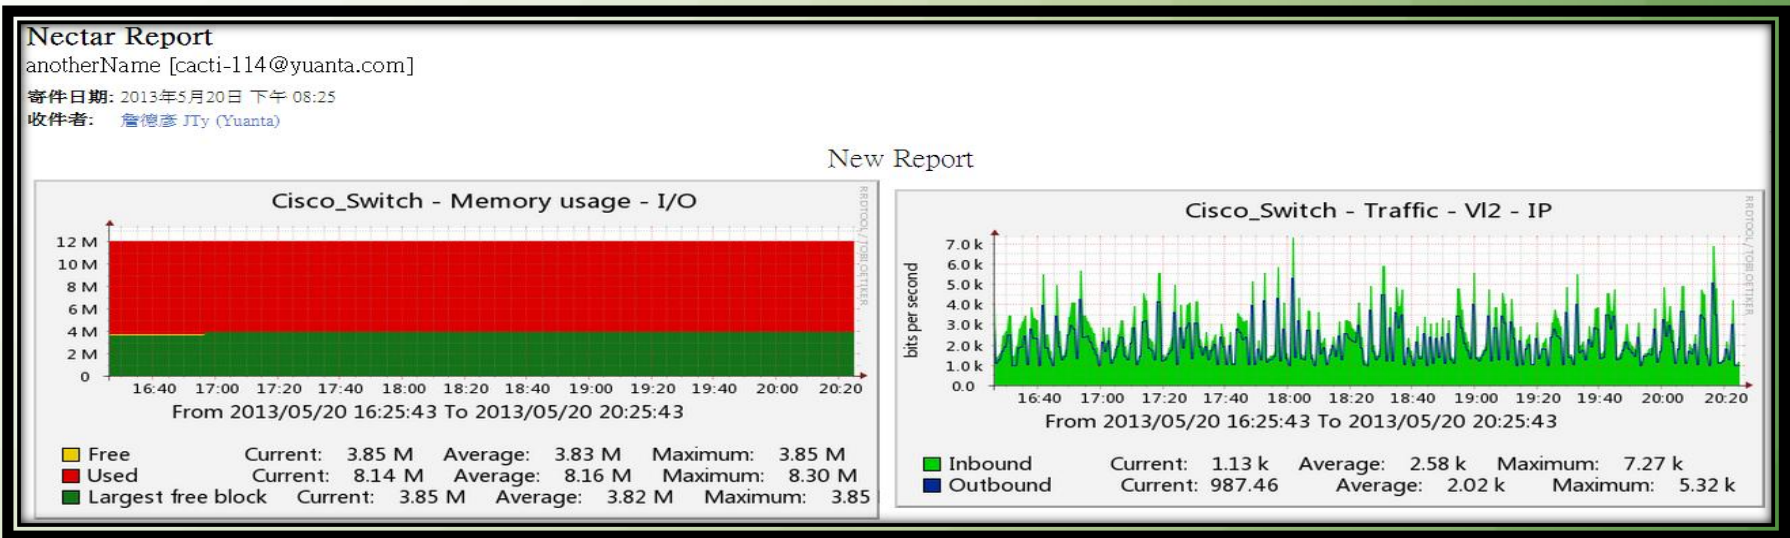 Nectar Report
anotherName [cacti-114@yuanta.com]
寄件日期: 2013年5月20日 下午 08:25
收件者: 詹德彥 JTy (Yuanta)
New Report
Cisco_Switch - Memory usage - I/O
RRDTOOL / TOBI OETIKER
12 M
10 M
8 M
6 M
4 M
2 M
0
16:40 17:00 17:20 17:40 18:00 18:20 18:40 19:00 19:20 19:40 20:00 20:20
From 2013/05/20 16:25:43 To 2013/05/20 20:25:43
Free Current: 3.85 M Average: 3.83 M Maximum: 3.85 M
Used Current: 8.14 M Average: 8.16 M Maximum: 8.30 M
Largest free block Current: 3.85 M Average: 3.82 M Maximum: 3.85
Cisco_Switch - Traffic - Vl2 - IP
RRDTOOL / TOBI OETIKER
bits per second
7.0 k
6.0 k
5.0 k
4.0 k
3.0 k
2.0 k
1.0 k
0.0
16:40 17:00 17:20 17:40 18:00 18:20 18:40 19:00 19:20 19:40 20:00 20:20
From 2013/05/20 16:25:43 To 2013/05/20 20:25:43
Inbound Current: 1.13 k Average: 2.58 k Maximum: 7.27 k
Outbound Current: 987.46 Average: 2.02 k Maximum: 5.32 k